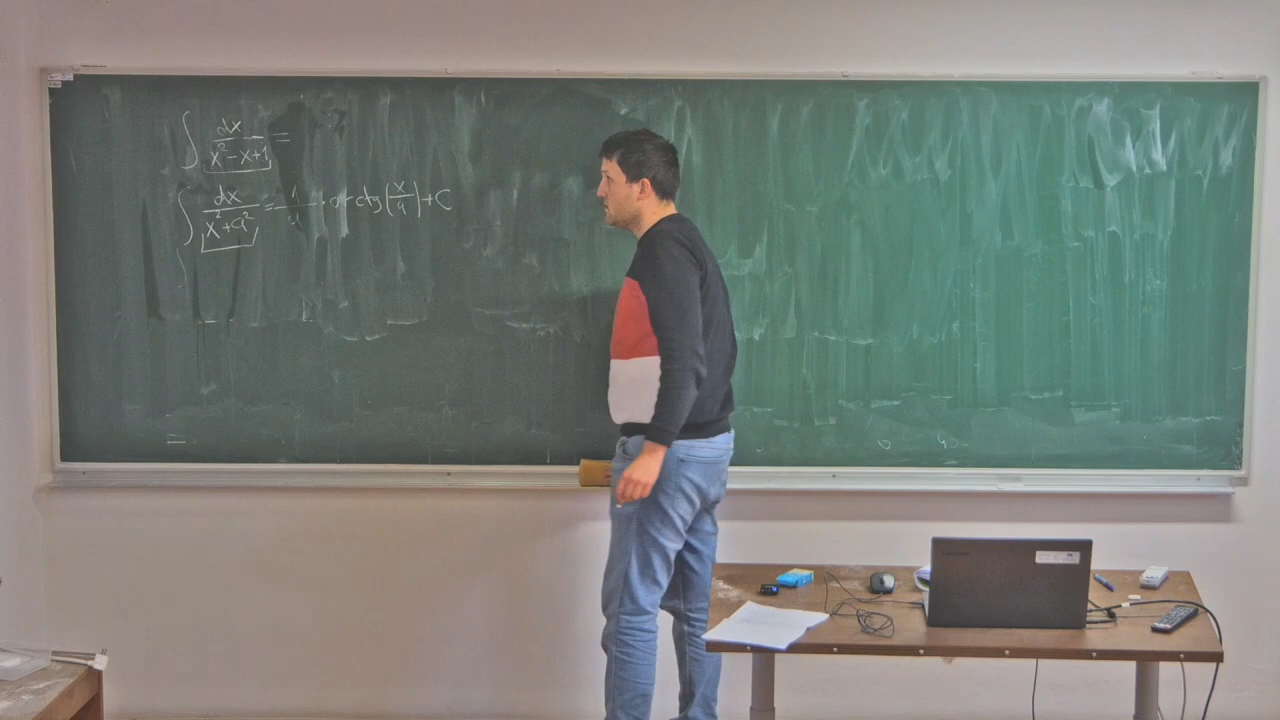 ∫ dx / (x² - x + 1) =
∫ dx / (x² + a²) = 1/a · arctg(x/a) + C
=